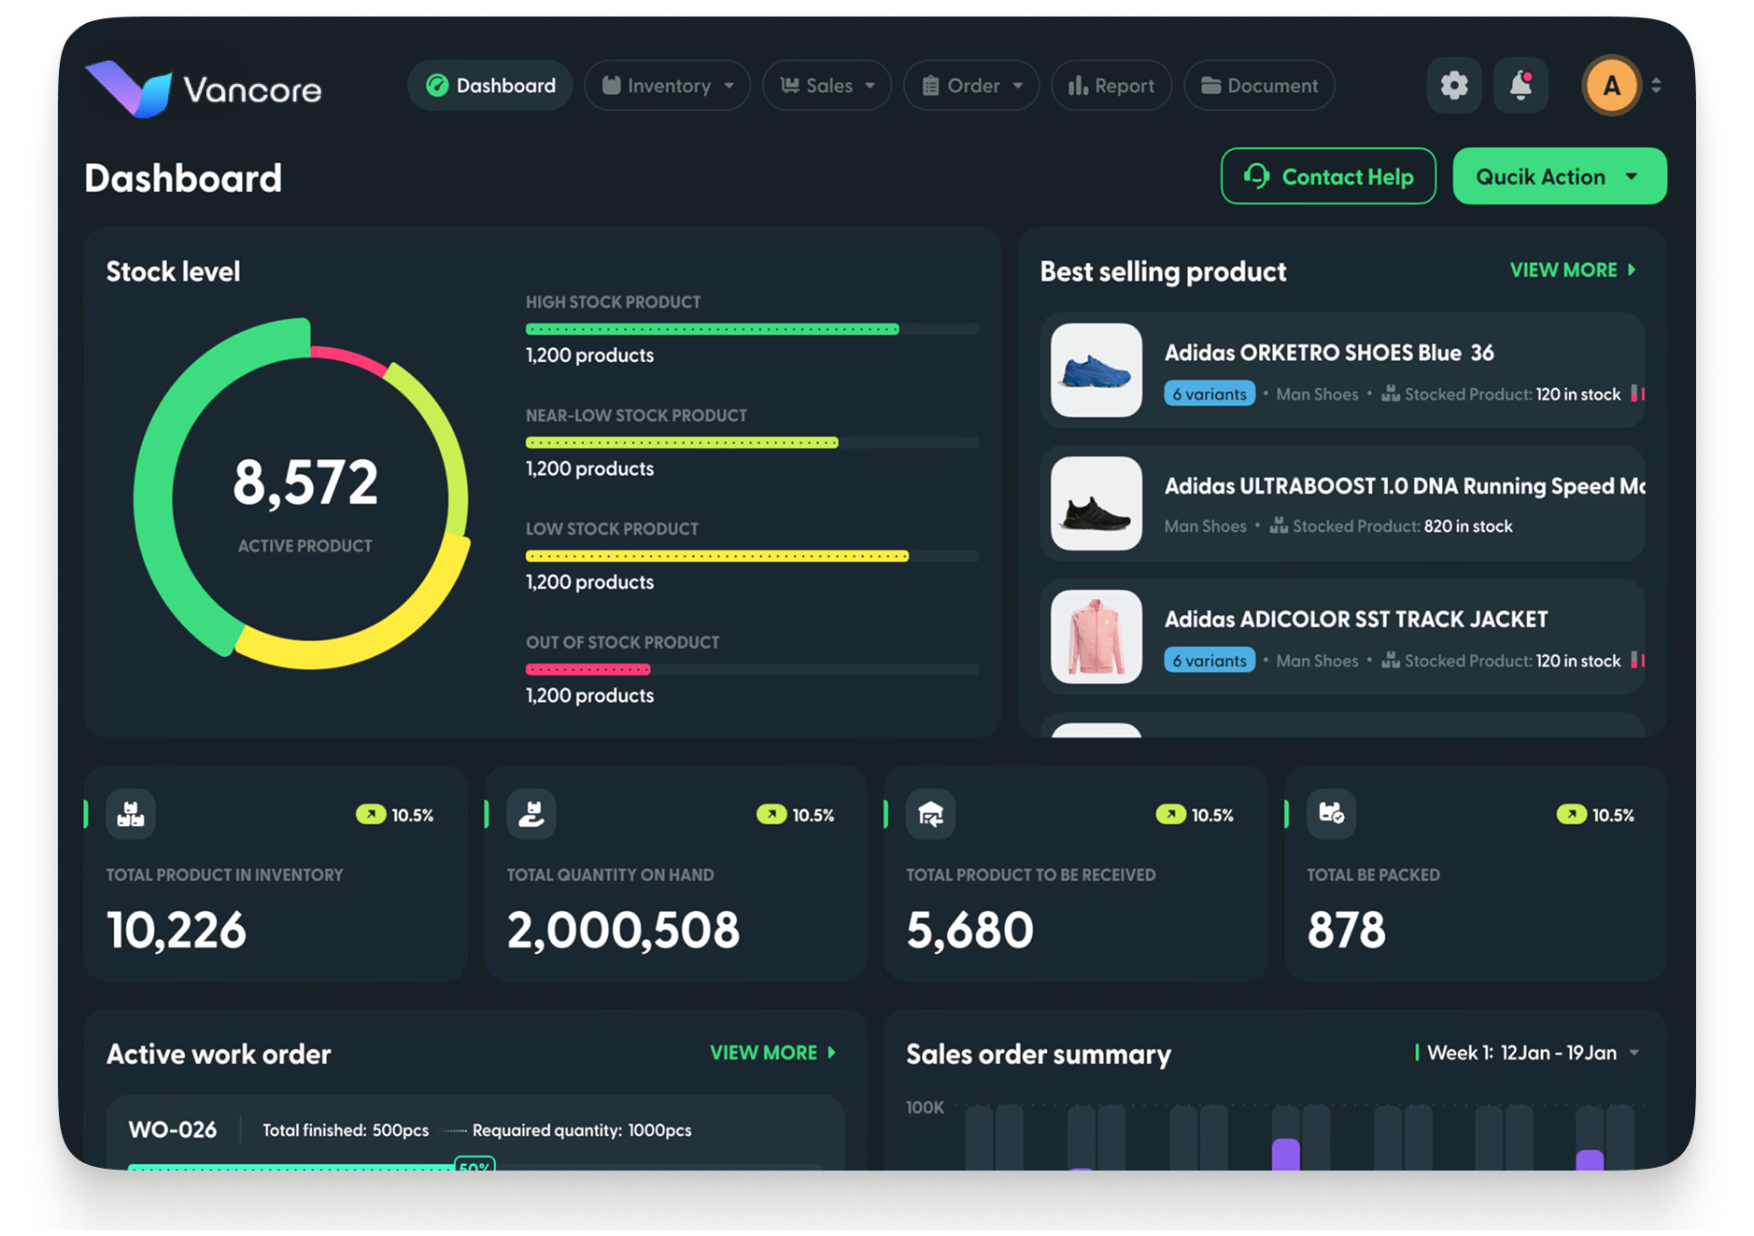 Vancore
Dashboard
Inventory
Sales
Order
Report
Document
A
Dashboard
Contact Help
Qucik Action
Stock level
8,572
ACTIVE PRODUCT
HIGH STOCK PRODUCT
1,200 products
NEAR-LOW STOCK PRODUCT
1,200 products
LOW STOCK PRODUCT
1,200 products
OUT OF STOCK PRODUCT
1,200 products
Best selling product
VIEW MORE
Adidas ORKETRO SHOES Blue 36
6 variants • Man Shoes • Stocked Product: 120 in stock
Adidas ULTRABOOST 1.0 DNA Running Speed
Man Shoes • Stocked Product: 820 in stock
Adidas ADICOLOR SST TRACK JACKET
6 variants • Man Shoes • Stocked Product: 120 in stock
10.5%
TOTAL PRODUCT IN INVENTORY
10,226
10.5%
TOTAL QUANTITY ON HAND
2,000,508
10.5%
TOTAL PRODUCT TO BE RECEIVED
5,680
10.5%
TOTAL BE PACKED
878
Active work order
VIEW MORE
WO-026
Total finished: 500pcs
Requaired quantity: 1000pcs
50%
Sales order summary
Week 1: 12Jan - 19Jan
100K